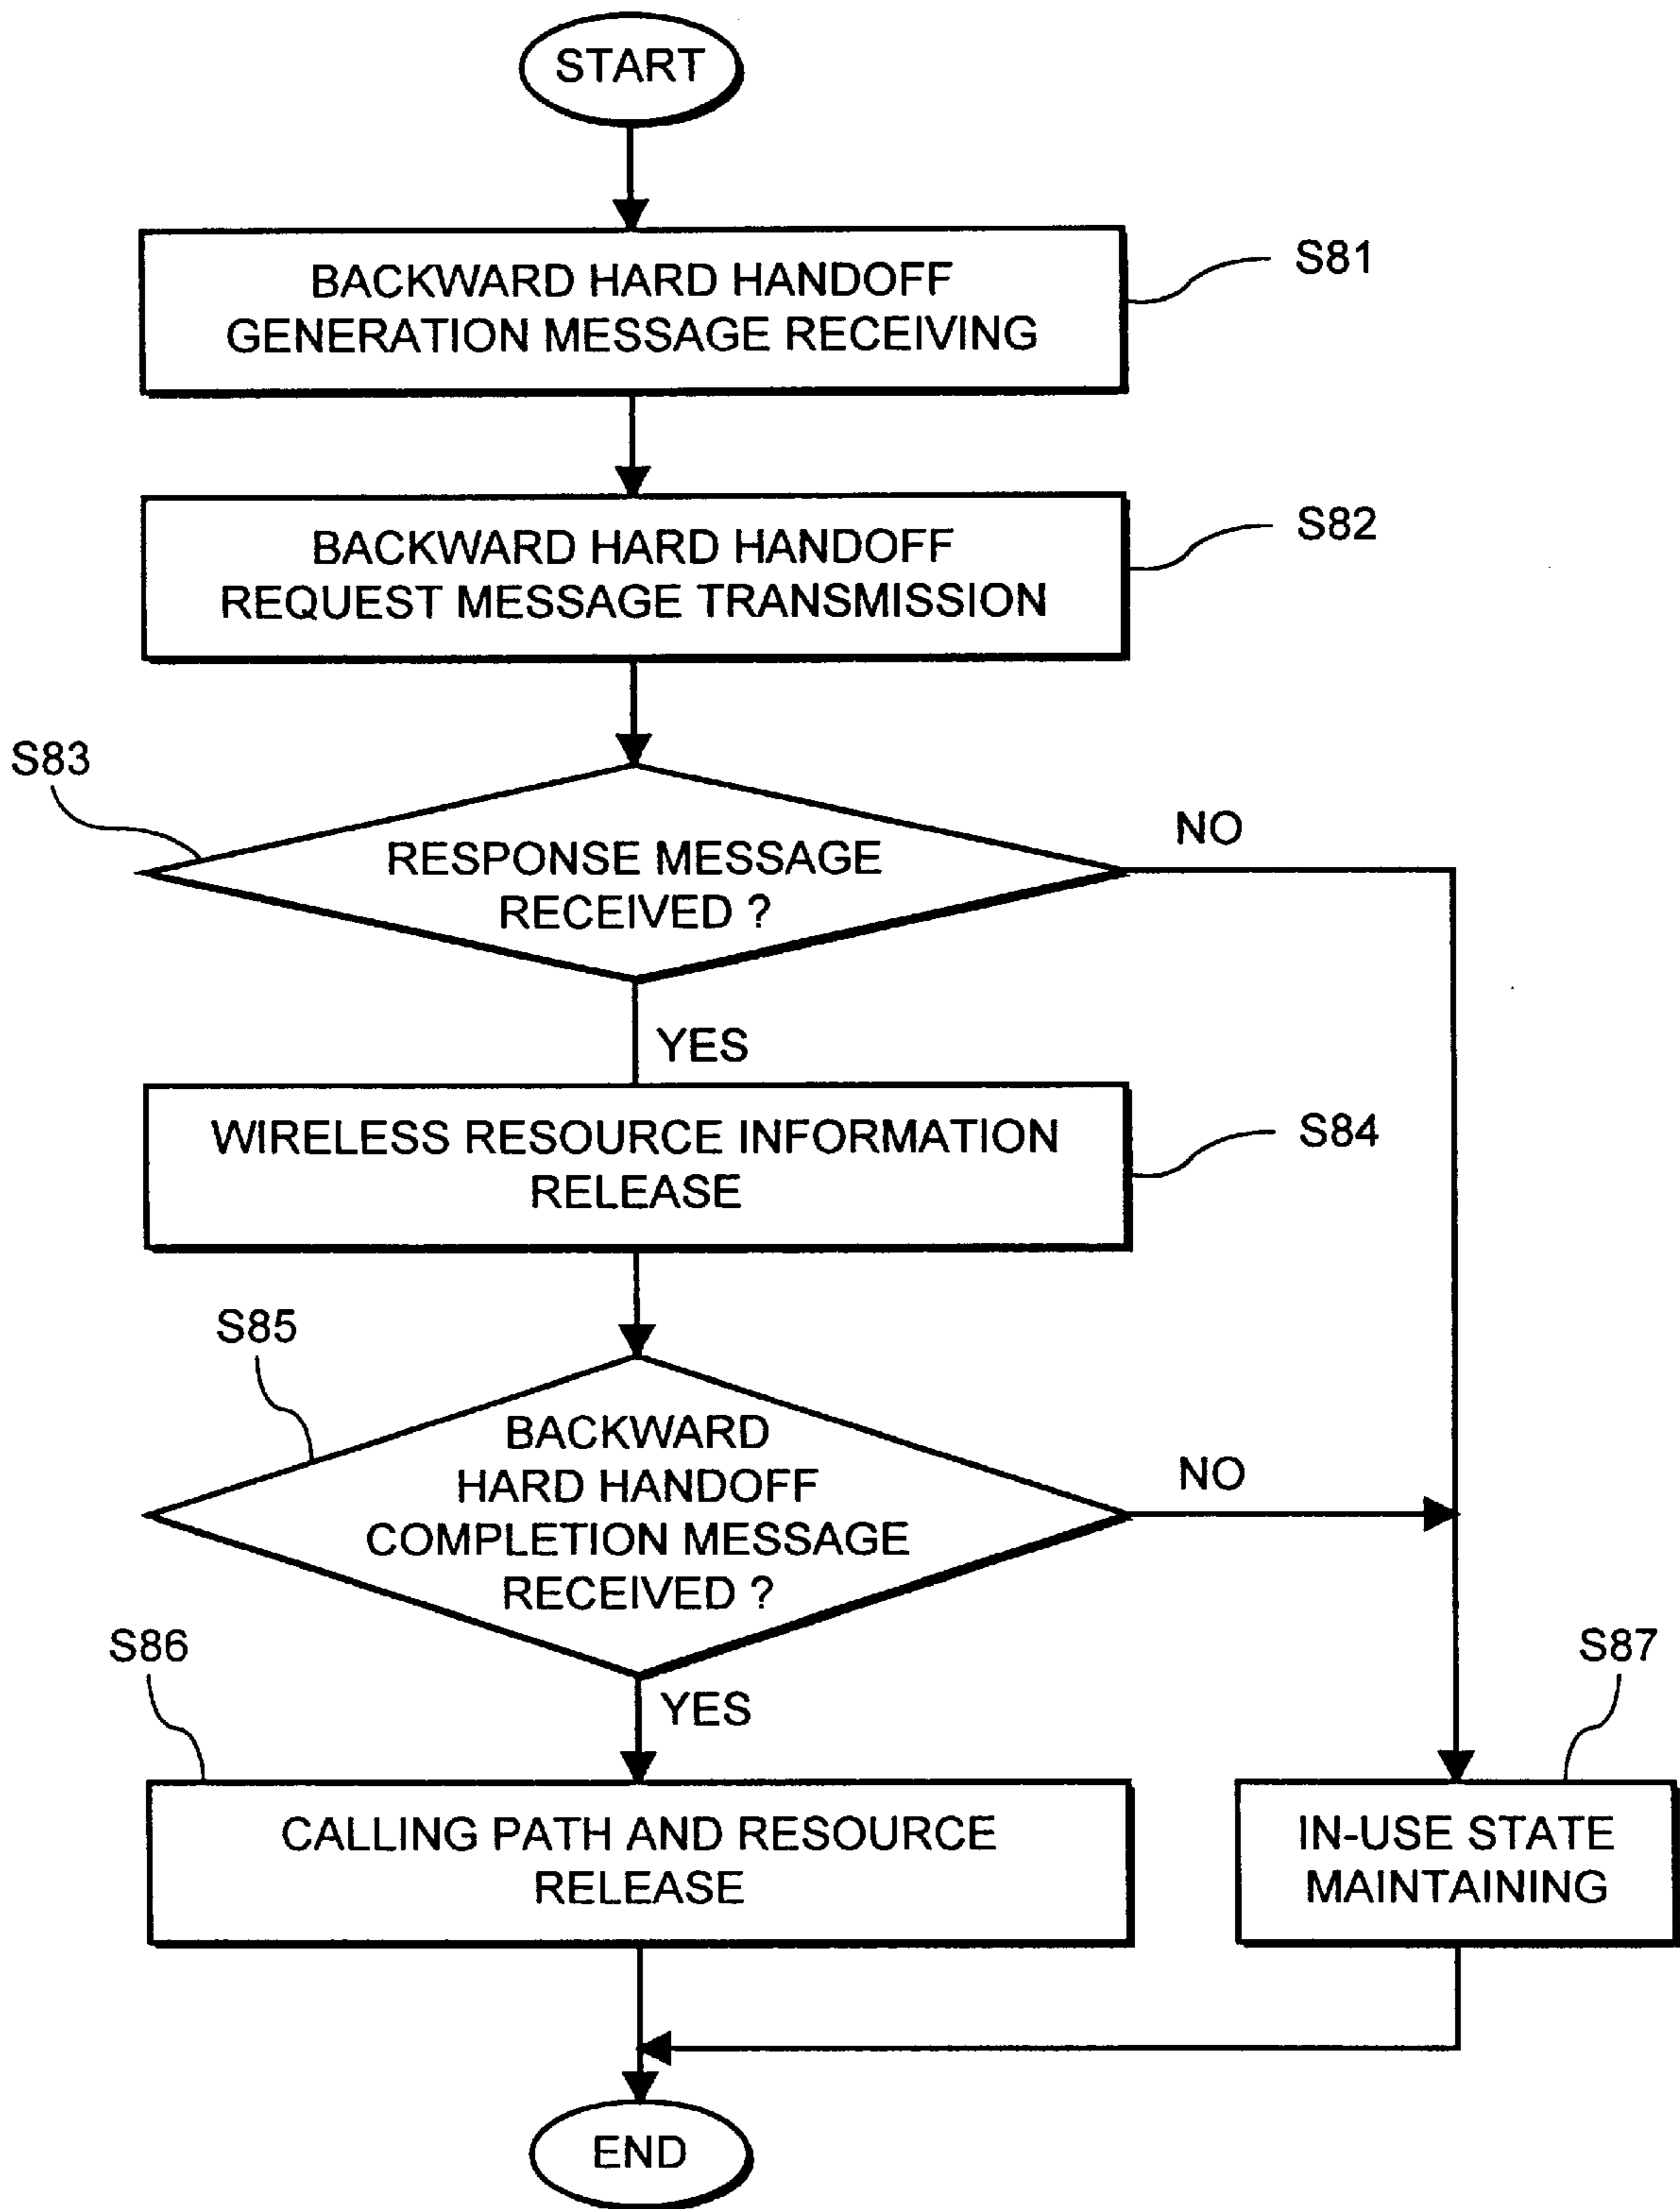 START
BACKWARD HARD HANDOFF
GENERATION MESSAGE RECEIVING
S81
BACKWARD HARD HANDOFF
REQUEST MESSAGE TRANSMISSION
S82
S83
RESPONSE MESSAGE
RECEIVED ?
NO
YES
WIRELESS RESOURCE INFORMATION
RELEASE
S84
S85
BACKWARD
HARD HANDOFF
COMPLETION MESSAGE
RECEIVED ?
NO
YES
S86
CALLING PATH AND RESOURCE
RELEASE
S87
IN-USE STATE
MAINTAINING
END